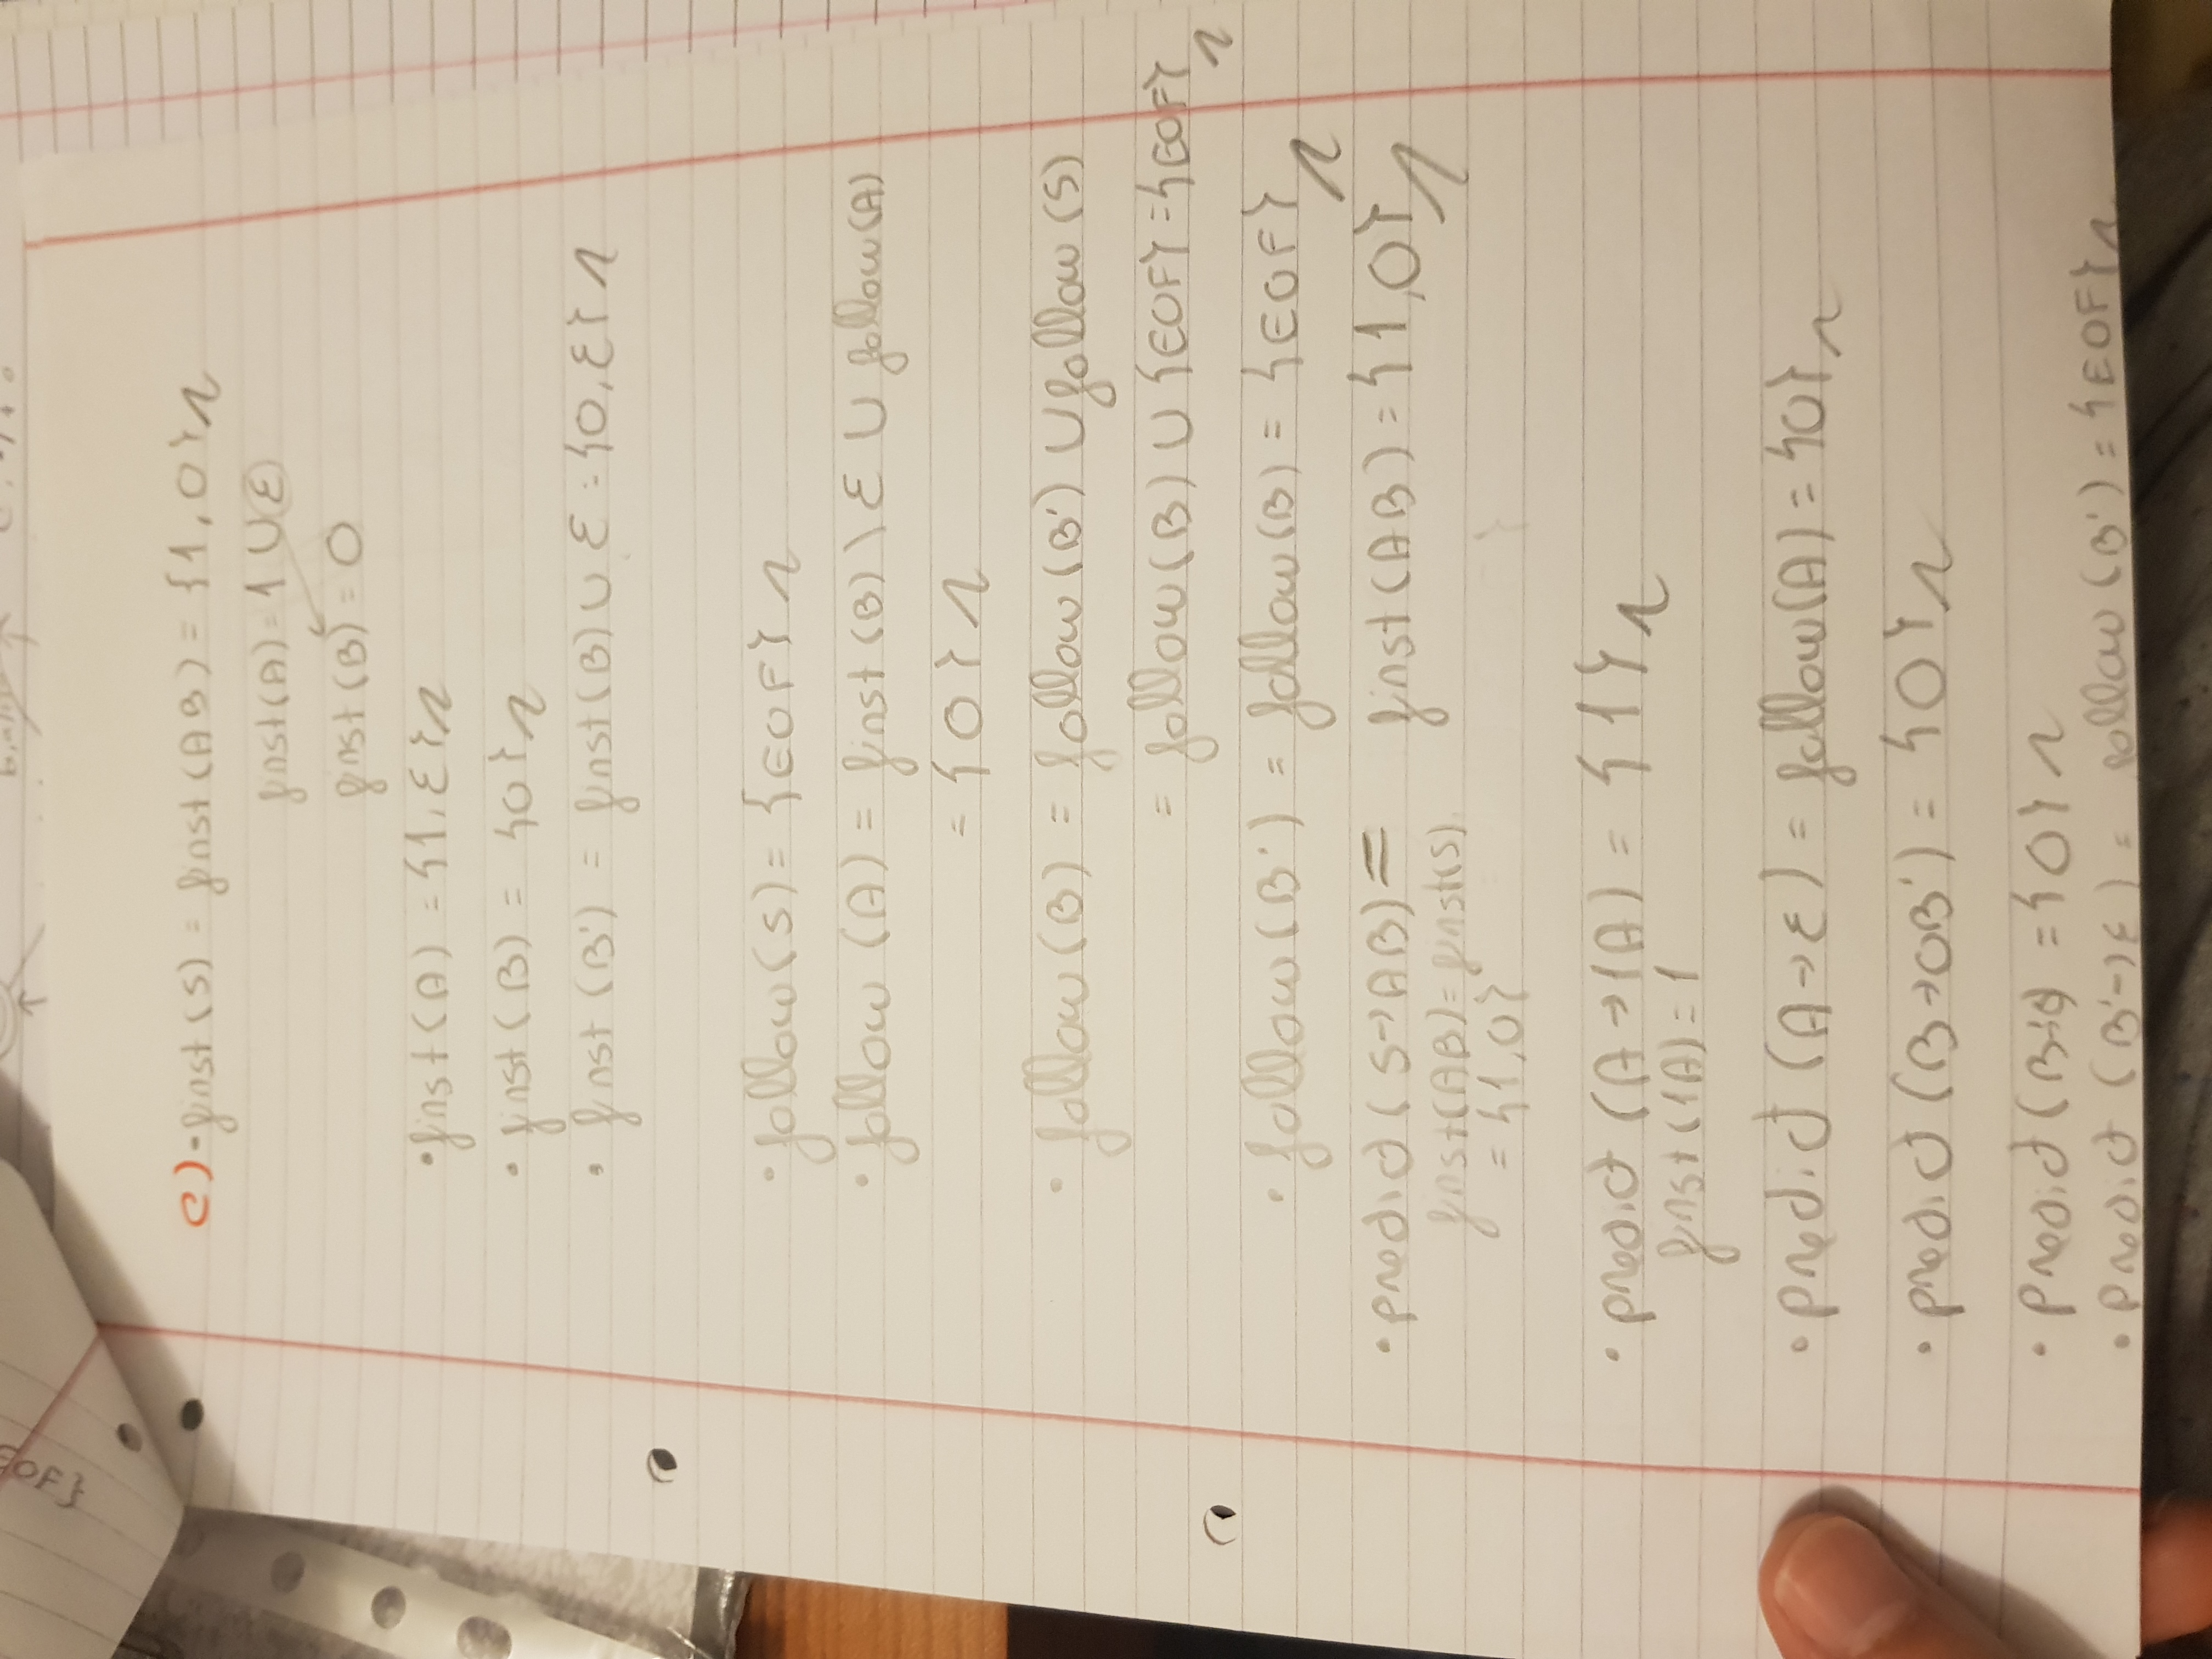 OF}
c) - first (S) = first (AB) = {1,0}
first (A) = 1 ∪ ε
first (B) = 0
• first (A) = {1, ε}
• first (B) = {0}
• first (B') = first (B) ∪ ε = {0, ε}
• follow (S) = {EOF}
• follow (A) = first (B) \ ε ∪ follow (A)
= {0}
• follow (B) = follow (B') ∪ follow (S)
= follow (B) ∪ {EOF} = {EOF}
• follow (B') = follow (B) = {EOF}
• predict (S→AB) = first (AB) = {1,0}
first (AB) = first (S)
= {1,0}
• predict (A→1A) = {1}
first (1A) = 1
• predict (A→ε) = follow (A) = {0}
• predict (B→0B') = {0}
• predict = {0}
• predict (B'→ε) = follow (B') = {EOF}